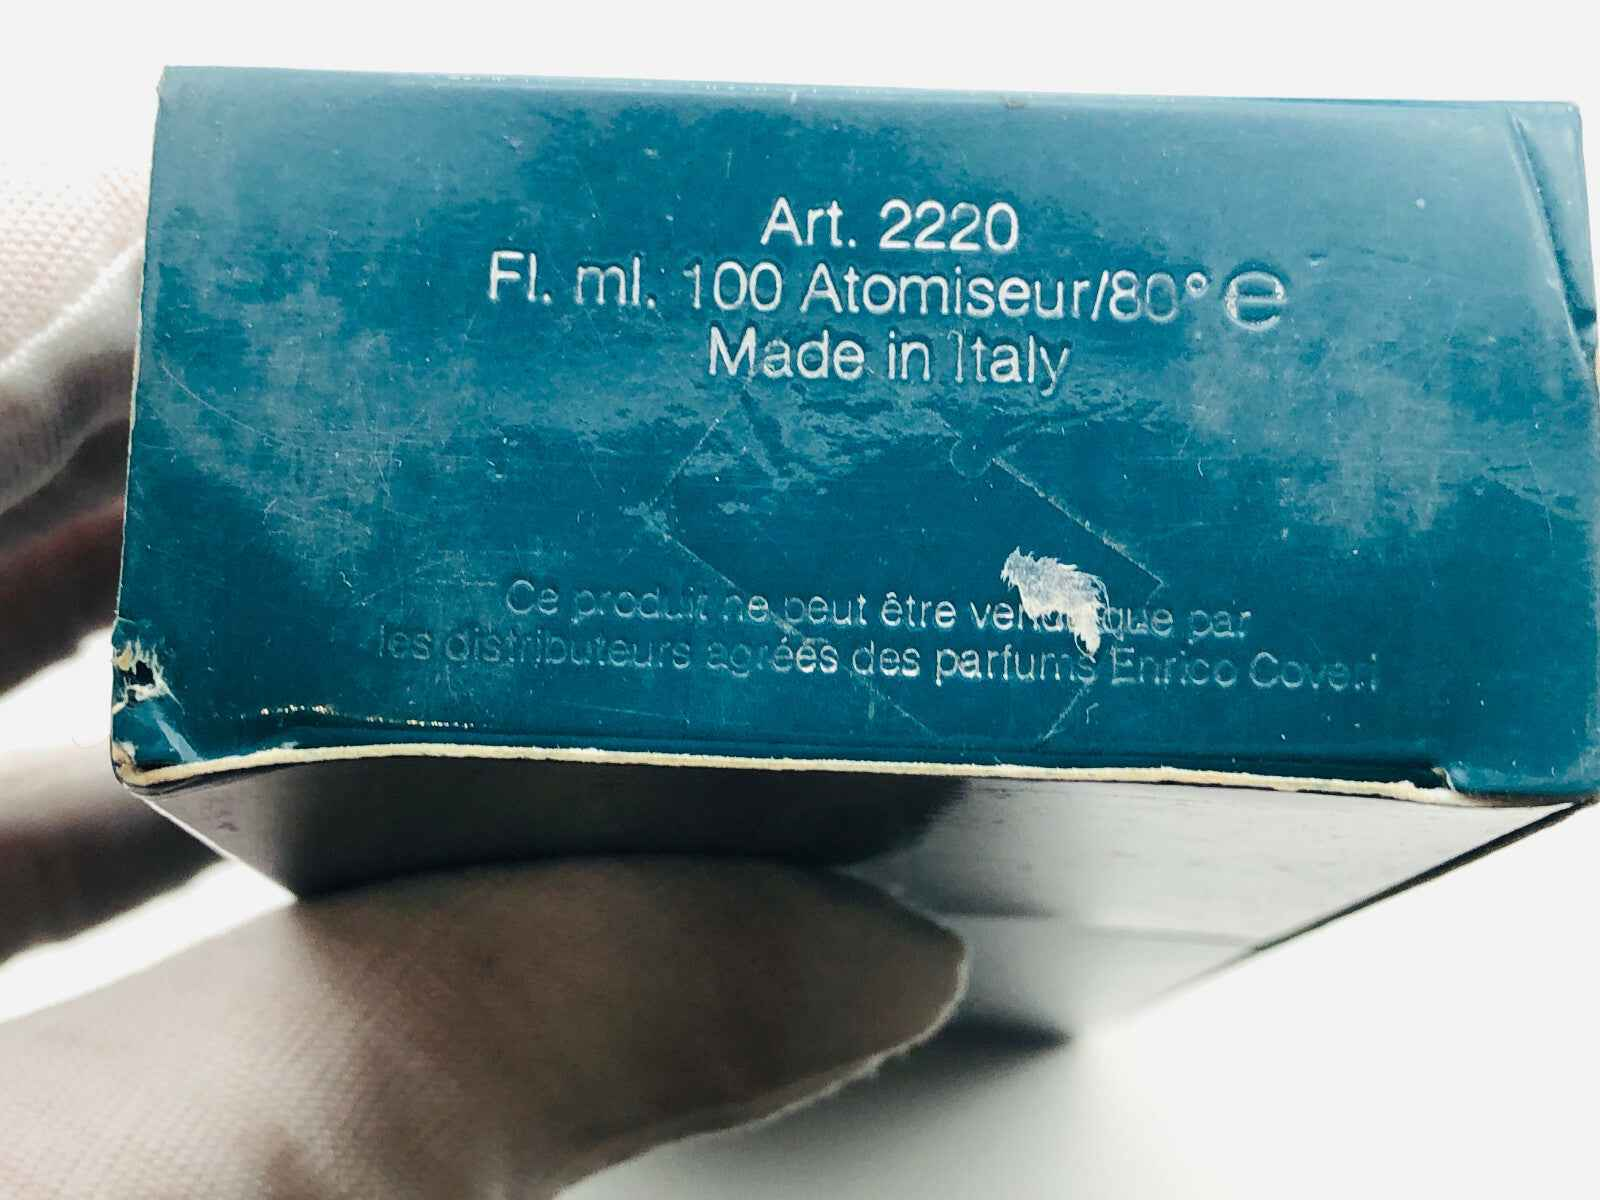 Art. 2220
Fl. ml. 100 Atomiseur/80° ℮
Made in Italy
Ce produit ne peut être vendu que par
les distributeurs agréés des parfums Enrico Coveri